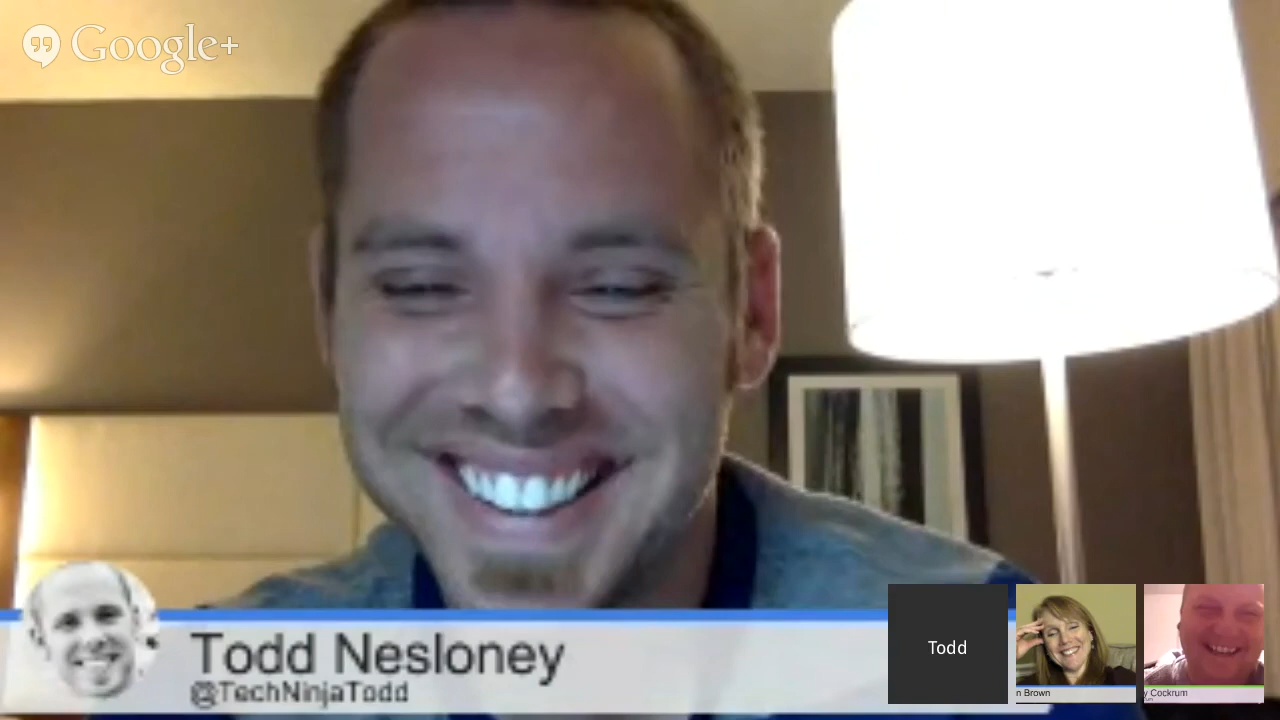 Google+
Todd Nesloney
@TechNinjaTodd
Todd
n Brown
y Cockrum